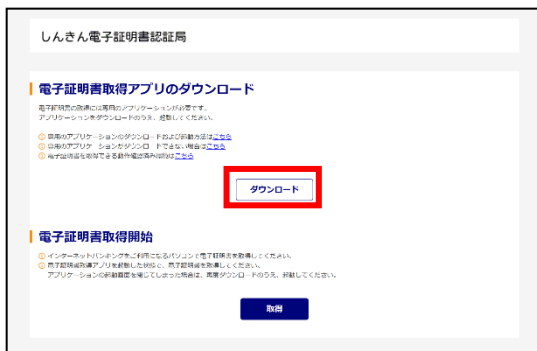 しんきん電子証明書認証局
電子証明書取得アプリのダウンロード
電子証明書の取得には専用のアプリケーションが必要です。
アプリケーションをダウンロードのうえ、起動してください。
専用のアプリケーションのダウンロードおよび起動方法はこちら
専用のアプリケーションがダウンロードできない場合はこちら
電子証明書を取得できる動作確認済み環境はこちら
ダウンロード
電子証明書取得開始
インターネットバンキングをご利用になるパソコンで電子証明書を取得してください。
電子証明書取得アプリを起動した状態で、電子証明書を取得してください。
アプリケーションの起動画面を閉じてしまった場合は、再度ダウンロードのうえ、起動してください。
取得